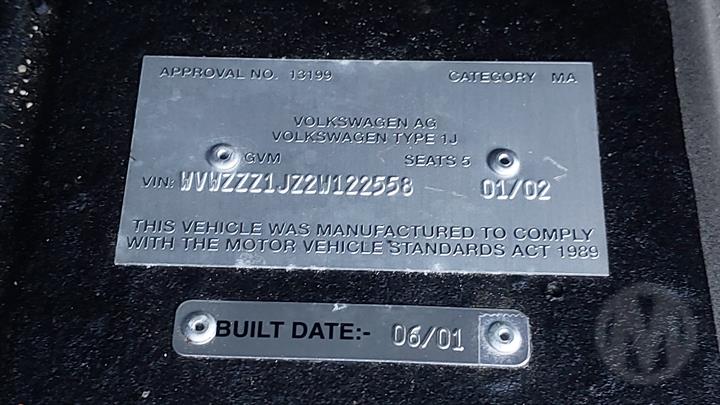 APPROVAL NO. 13199 CATEGORY MA
VOLKSWAGEN AG
VOLKSWAGEN TYPE 1J
GVM SEATS 5
VIN: WVWZZZ1JZ2W122558 01/02
THIS VEHICLE WAS MANUFACTURED TO COMPLY
WITH THE MOTOR VEHICLE STANDARDS ACT 1989
BUILT DATE:- 06/01
M